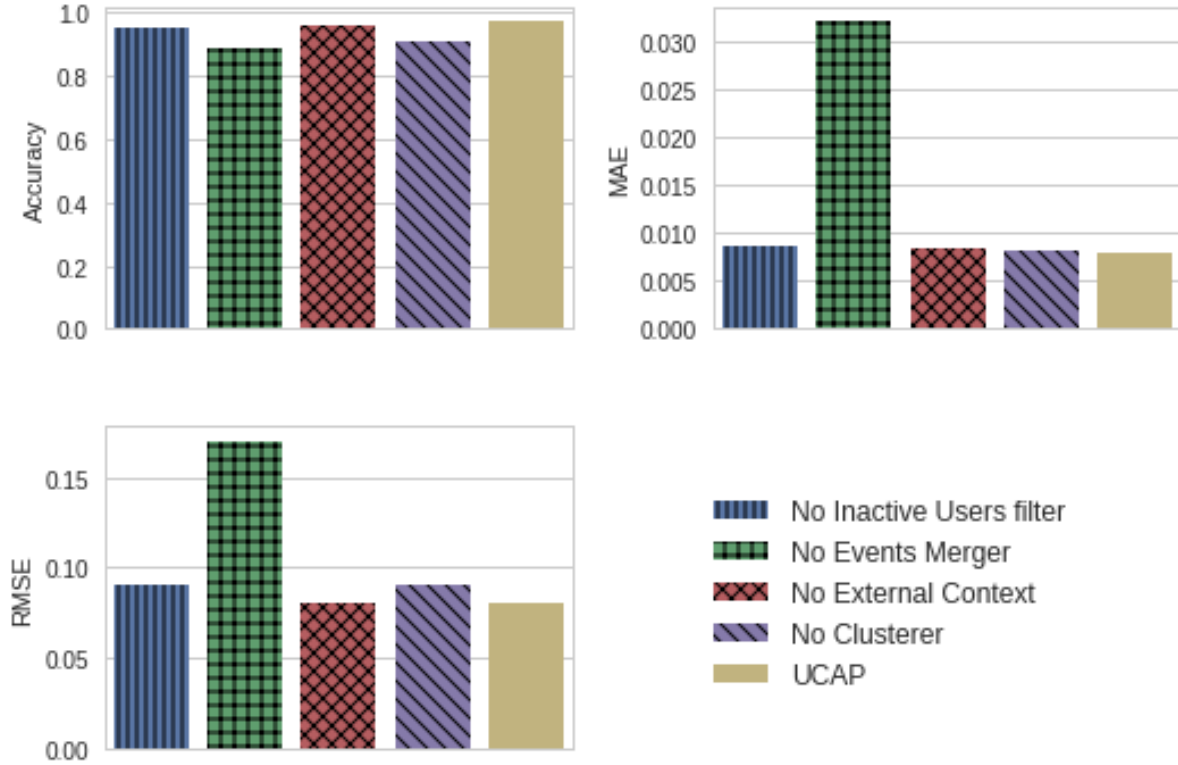 1.0
0.8
0.6
0.4
0.2
0.0
Accuracy
0.030
0.025
0.020
0.015
0.010
0.005
0.000
MAE
0.15
0.10
0.05
0.00
RMSE
No Inactive Users filter
No Events Merger
No External Context
No Clusterer
UCAP